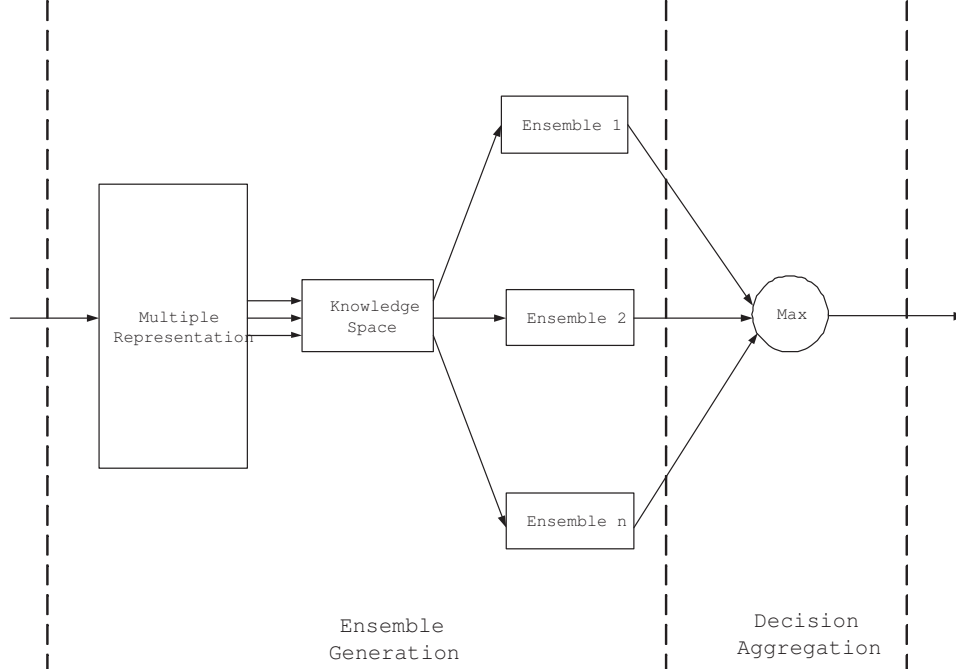 Ensemble 1
Multiple
Representation
Knowledge
Space
Ensemble 2
Max
Ensemble n
Ensemble
Generation
Decision
Aggregation